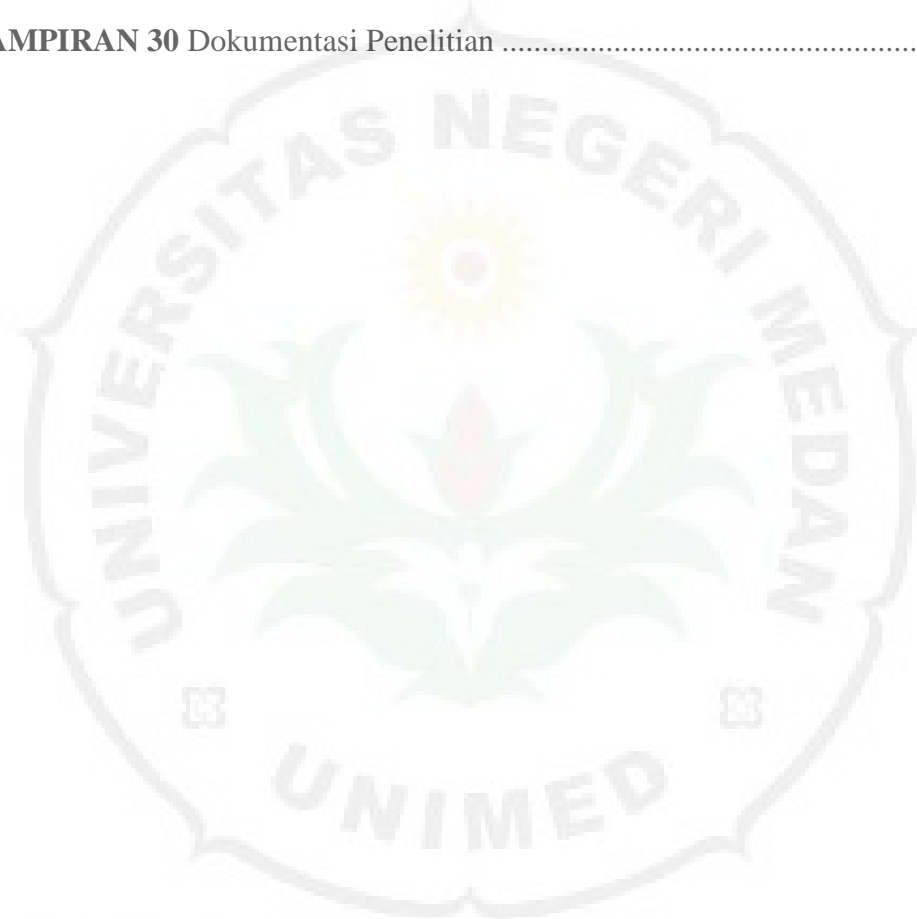 AMPIRAN 30 Dokumentasi Penelitian ....................................................
UNIVERSITAS NEGERI MEDAN
UNIMED